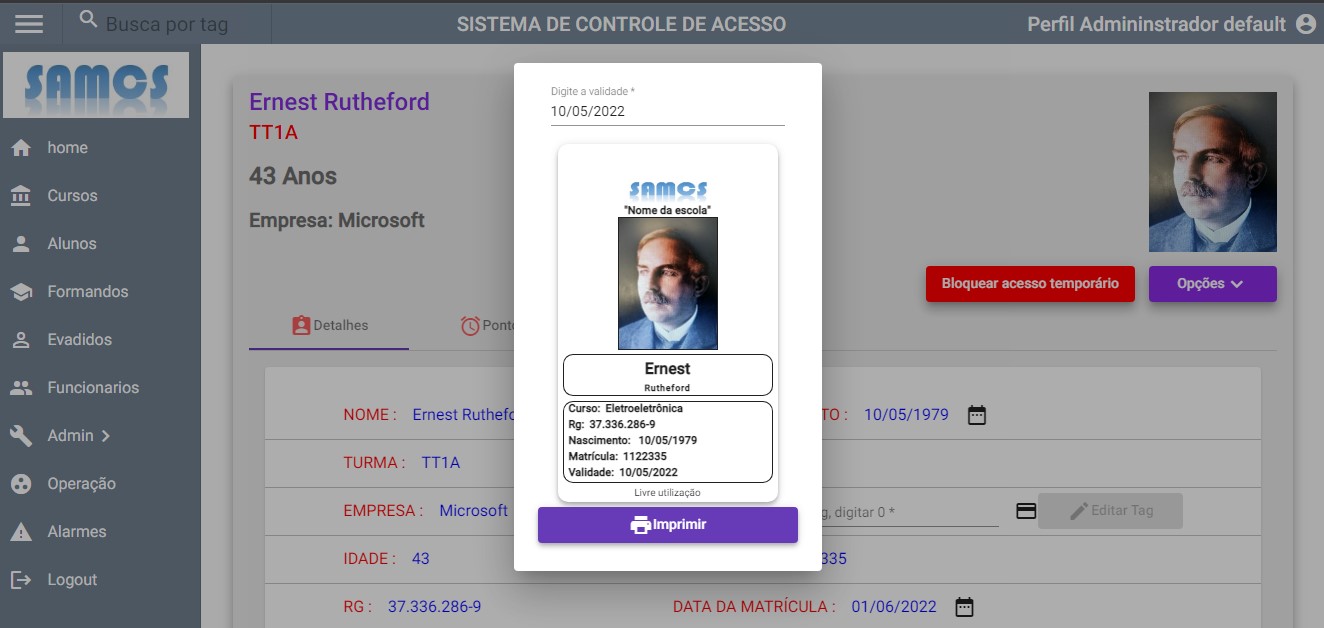 Busca por tag
SISTEMA DE CONTROLE DE ACESSO
Perfil Admininstrador default
SAMCS
home
Cursos
Alunos
Formandos
Evadidos
Funcionarios
Admin
Operação
Alarmes
Logout
Ernest Rutheford
TT1A
43 Anos
Empresa: Microsoft
Bloquear acesso temporário
Opções
Detalhes
Ponto
NOME : Ernest Ruthefo
TO : 10/05/1979
TURMA : TT1A
EMPRESA : Microsoft
g, digitar 0 *
Editar Tag
IDADE : 43
335
RG : 37.336.286-9
DATA DA MATRÍCULA : 01/06/2022
Digite a validade *
10/05/2022
SAMCS
"Nome da escola"
Ernest
Rutheford
Curso: Eletroeletrônica
Rg: 37.336.286-9
Nascimento: 10/05/1979
Matrícula: 1122335
Validade: 10/05/2022
Livre utilização
Imprimir